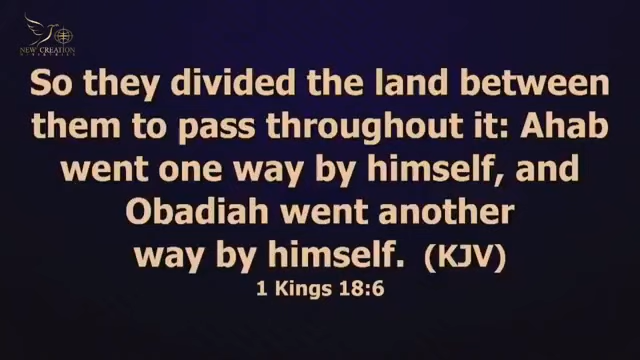 NEW CREATION
MINISTRIES
So they divided the land between
them to pass throughout it: Ahab
went one way by himself, and
Obadiah went another
way by himself. (KJV)
1 Kings 18:6